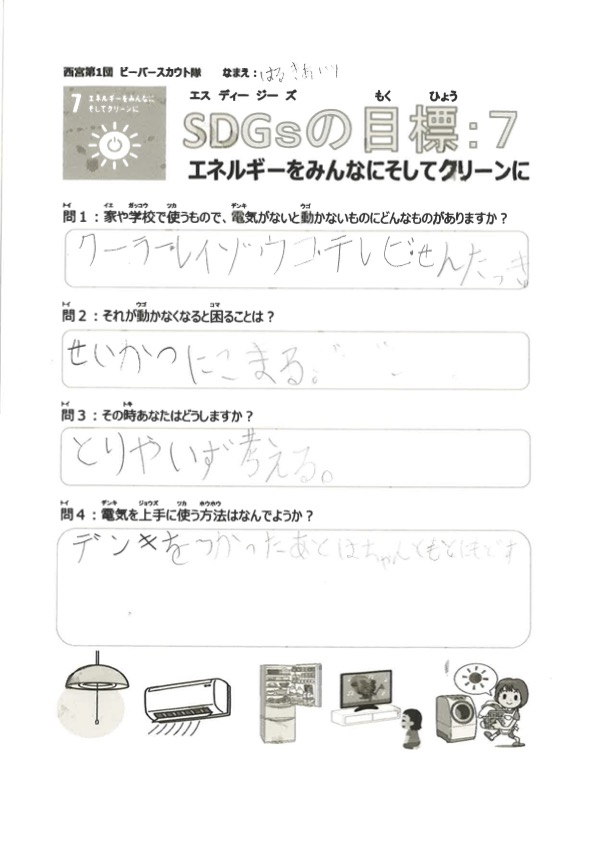 西宮第1団 ビーバースカウト隊 なまえ:はるきあいり
7 エネルギーをみんなに
そしてクリーンに
エス ディー ジー ズ もく ひょう
SDGsの目標:7
エネルギーをみんなにそしてクリーンに
トイ イエ ガッコウ ツカ デンキ ウゴ
問1:家や学校で使うもので、電気がないと動かないものにどんなものがありますか?
クーラーレイゾウコ・テレビせんたっき
トイ ウゴ コマ
問2:それが動かなくなると困ることは?
せいかつにこまる。
トイ トキ
問3:その時あなたはどうしますか?
とりやいず考える。
トイ デンキ ジョウズ ツカ ホウホウ
問4:電気を上手に使う方法はなんでようか?
デンキをつかったあとはちゃんともとにもどす